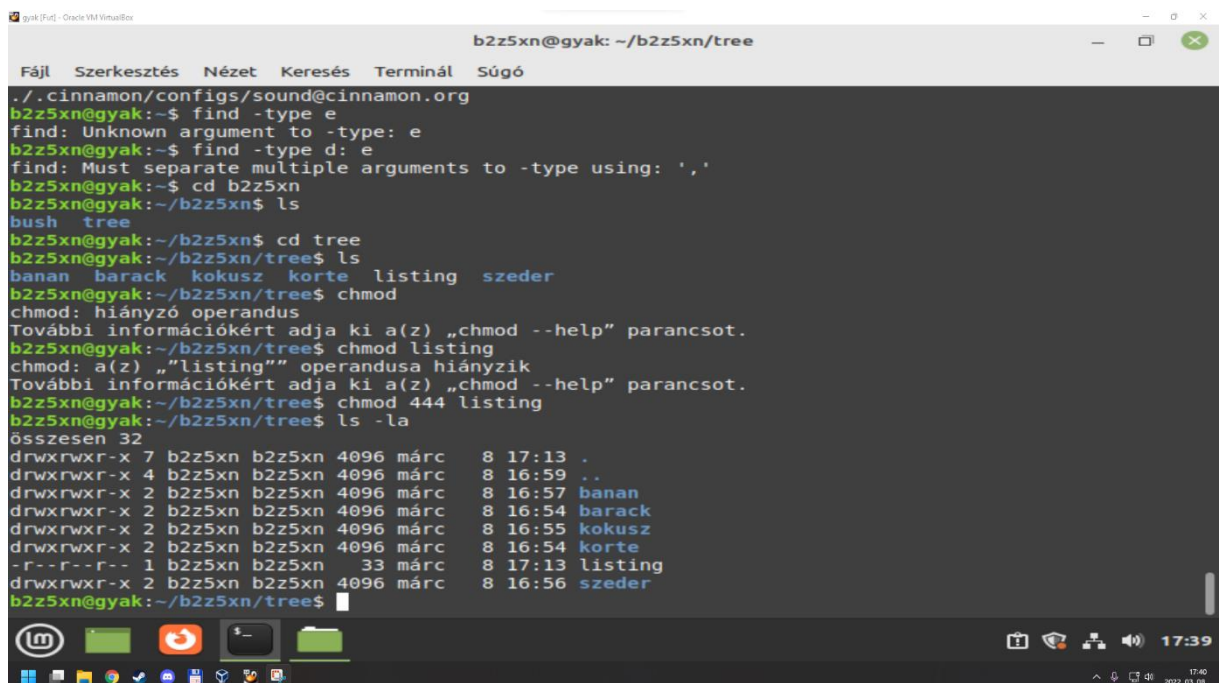 gyak [Fut] - Oracle VM VirtualBox
b2z5xn@gyak: ~/b2z5xn/tree
Fájl Szerkesztés Nézet Keresés Terminál Súgó
./.cinnamon/configs/sound@cinnamon.org
b2z5xn@gyak:~$ find -type e
find: Unknown argument to -type: e
b2z5xn@gyak:~$ find -type d: e
find: Must separate multiple arguments to -type using: ','
b2z5xn@gyak:~$ cd b2z5xn
b2z5xn@gyak:~/b2z5xn$ ls
bush tree
b2z5xn@gyak:~/b2z5xn$ cd tree
b2z5xn@gyak:~/b2z5xn/tree$ ls
banan barack kokusz korte listing szeder
b2z5xn@gyak:~/b2z5xn/tree$ chmod
chmod: hiányzó operandus
További információkért adja ki a(z) „chmod --help” parancsot.
b2z5xn@gyak:~/b2z5xn/tree$ chmod listing
chmod: a(z) „”listing”” operandusa hiányzik
További információkért adja ki a(z) „chmod --help” parancsot.
b2z5xn@gyak:~/b2z5xn/tree$ chmod 444 listing
b2z5xn@gyak:~/b2z5xn/tree$ ls -la
összesen 32
drwxrwxr-x 7 b2z5xn b2z5xn 4096 márc 8 17:13 .
drwxrwxr-x 4 b2z5xn b2z5xn 4096 márc 8 16:59 ..
drwxrwxr-x 2 b2z5xn b2z5xn 4096 márc 8 16:57 banan
drwxrwxr-x 2 b2z5xn b2z5xn 4096 márc 8 16:54 barack
drwxrwxr-x 2 b2z5xn b2z5xn 4096 márc 8 16:55 kokusz
drwxrwxr-x 2 b2z5xn b2z5xn 4096 márc 8 16:54 korte
-r--r--r-- 1 b2z5xn b2z5xn 33 márc 8 17:13 listing
drwxrwxr-x 2 b2z5xn b2z5xn 4096 márc 8 16:56 szeder
b2z5xn@gyak:~/b2z5xn/tree$
17:39
17:40
2022. 03. 08.